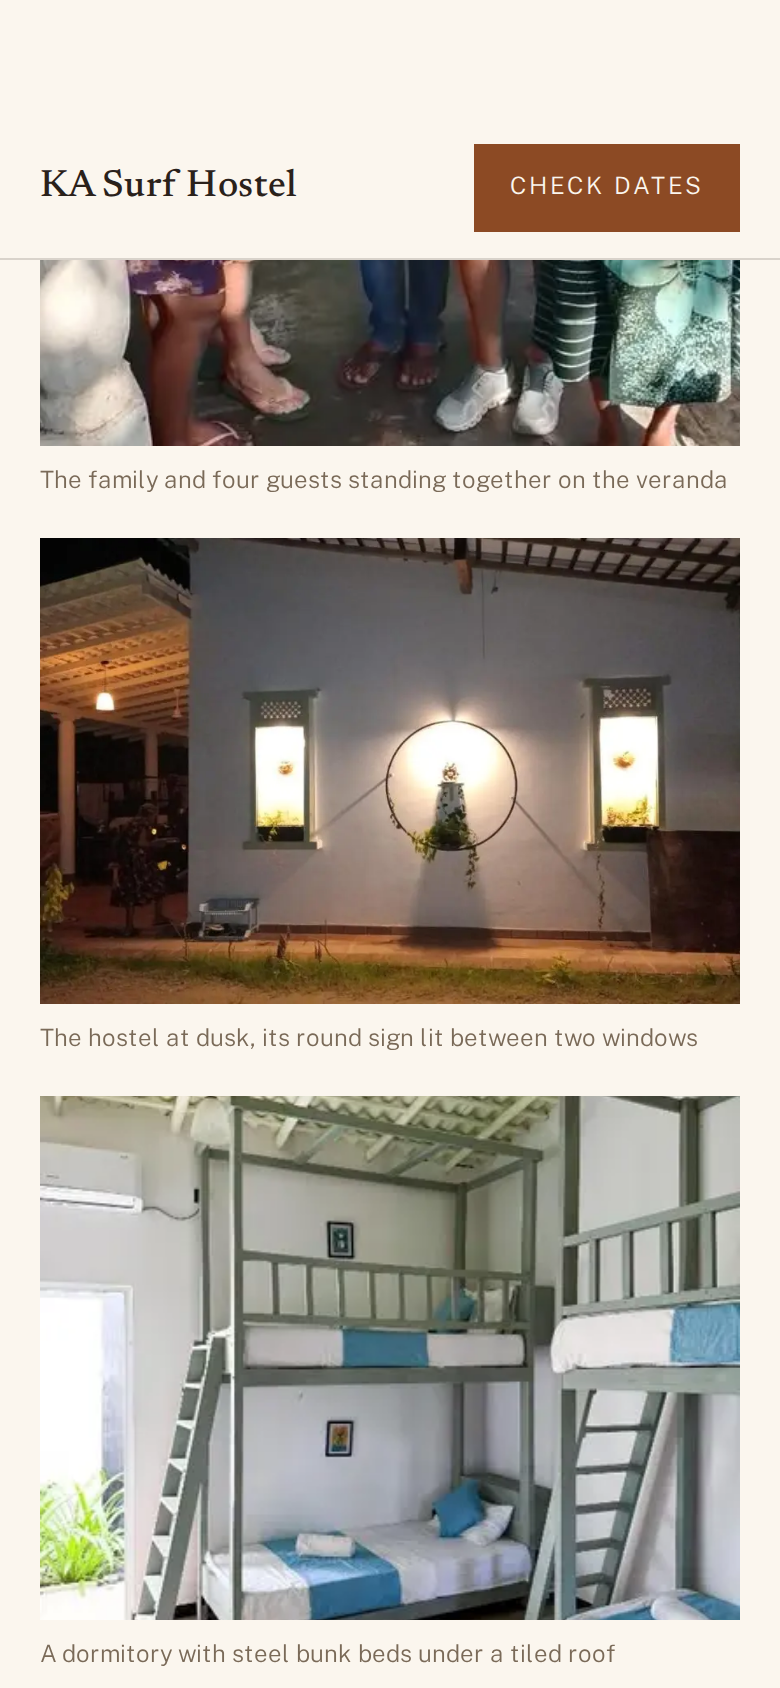 KA Surf Hostel
CHECK DATES
The family and four guests standing together on the veranda
The hostel at dusk, its round sign lit between two windows
A dormitory with steel bunk beds under a tiled roof